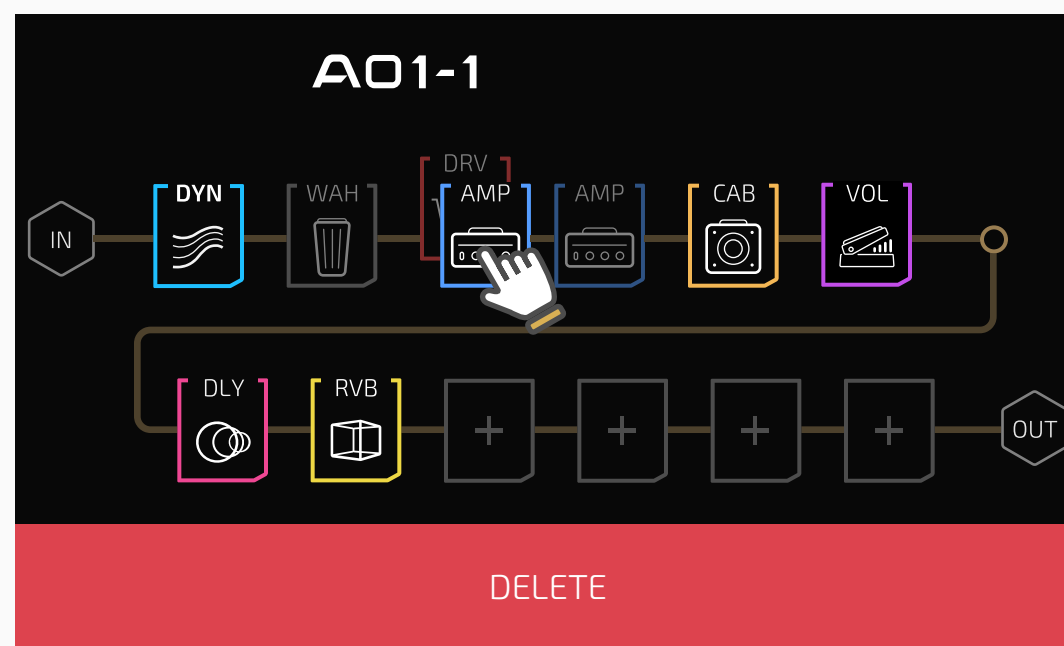 A01-1
DRV
DYN WAH AMP AMP CAB VOL
IN
DLY RVB
OUT
DELETE